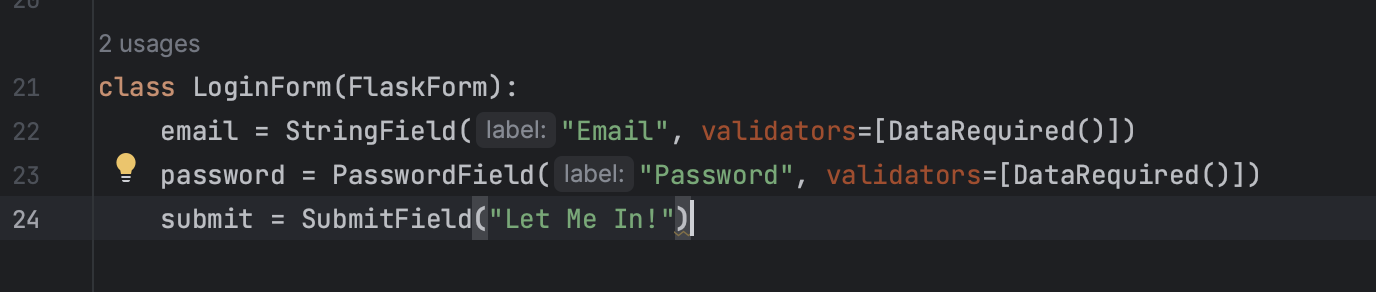 20
2 usages
21 class LoginForm(FlaskForm):
22 email = StringField( label: "Email", validators=[DataRequired()])
23 password = PasswordField( label: "Password", validators=[DataRequired()])
24 submit = SubmitField("Let Me In!")